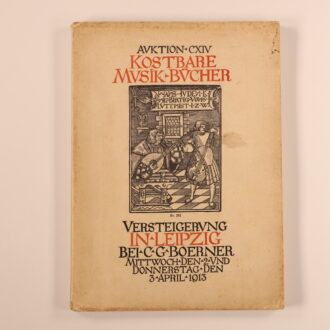 AVKTION·CXIV
KOSTBARE
MVSIK·BVCHER
VERSTEIGERVNG
IN·LEIPZIG
BEI·C·G·BOERNER
MITTWOCH·DEN·2·VND
DONNERSTAG·DEN
3·APRIL·1913